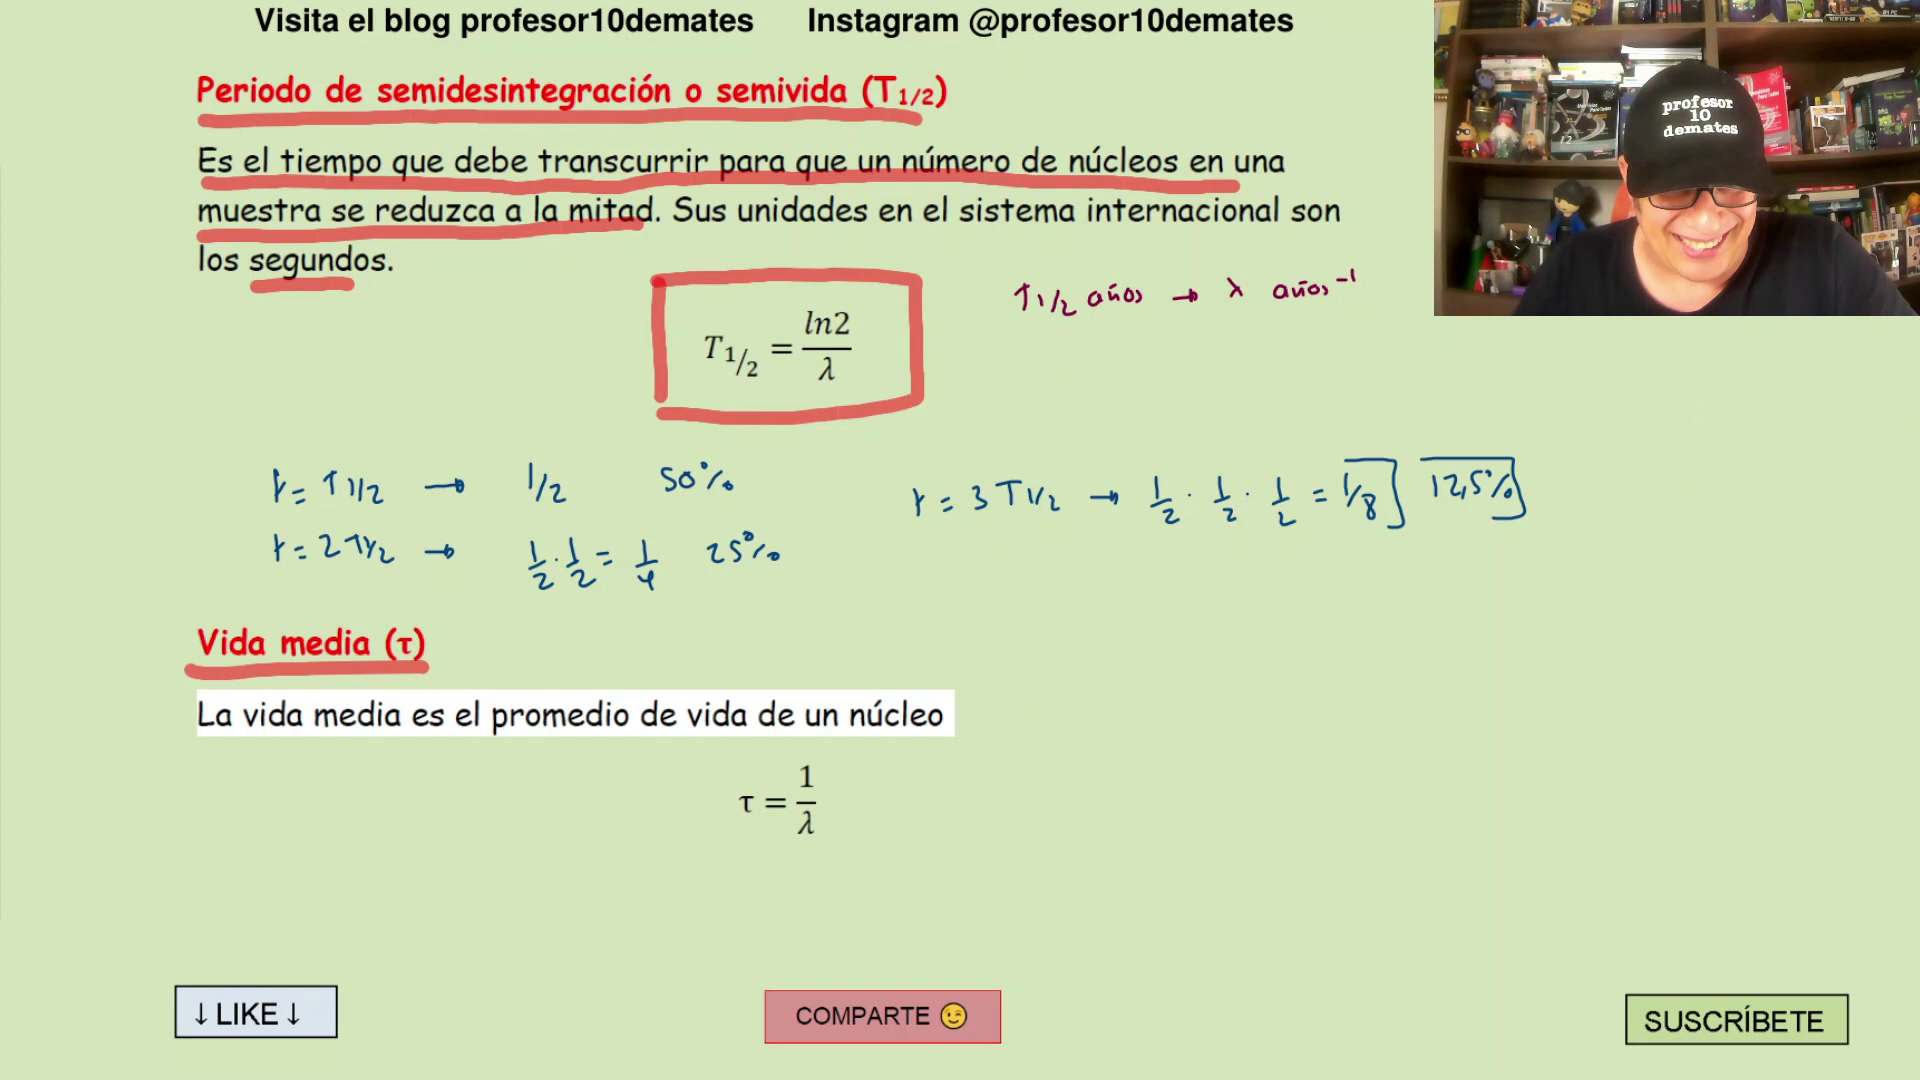 Visita el blog profesor10demates Instagram @profesor10demates
profesor
10
demates
Periodo de semidesintegración o semivida (T1/2)
Es el tiempo que debe transcurrir para que un número de núcleos en una
muestra se reduzca a la mitad. Sus unidades en el sistema internacional son
los segundos.
T1/2 años → λ años⁻¹
T1/2 = ln2/λ
t = T1/2 → 1/2 50%
t = 2T1/2 → 1/2 · 1/2 = 1/4 25%
t = 3T1/2 → 1/2 · 1/2 · 1/2 = 1/8 12,5%
Vida media (τ)
La vida media es el promedio de vida de un núcleo
τ = 1/λ
↓LIKE↓
COMPARTE 😉
SUSCRÍBETE